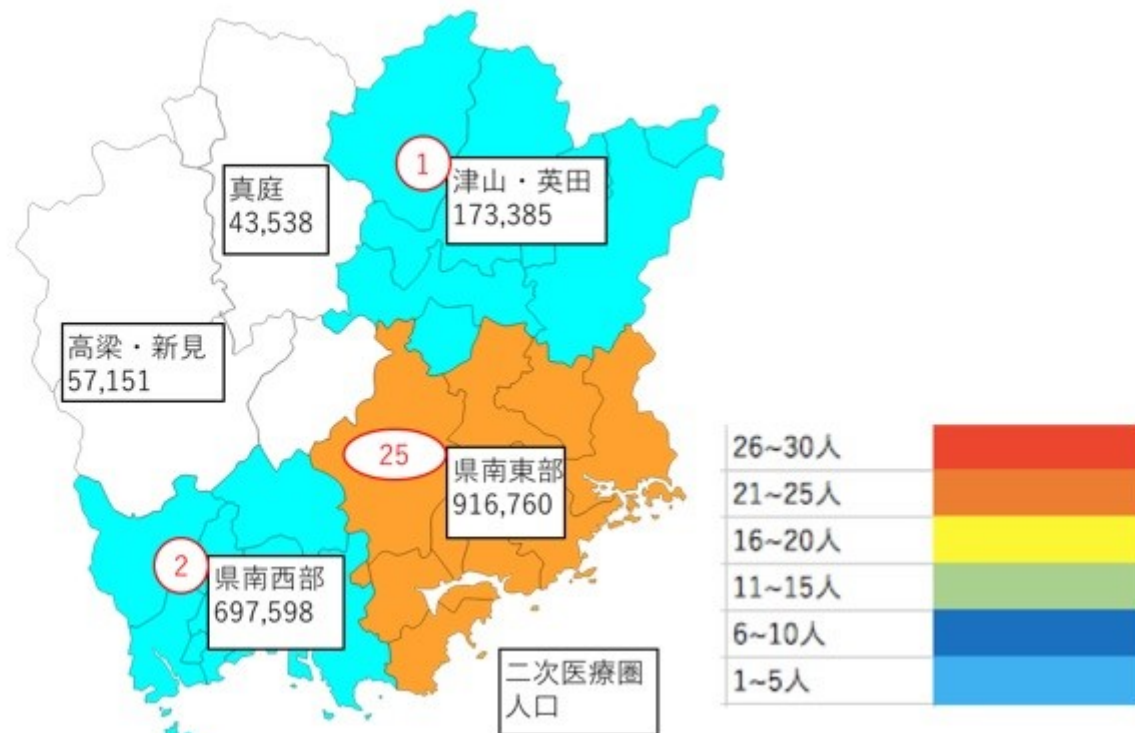 1
津山・英田
173,385
真庭
43,538
高梁・新見
57,151
25
県南東部
916,760
2
県南西部
697,598
二次医療圏
人口
26~30人
21~25人
16~20人
11~15人
6~10人
1~5人